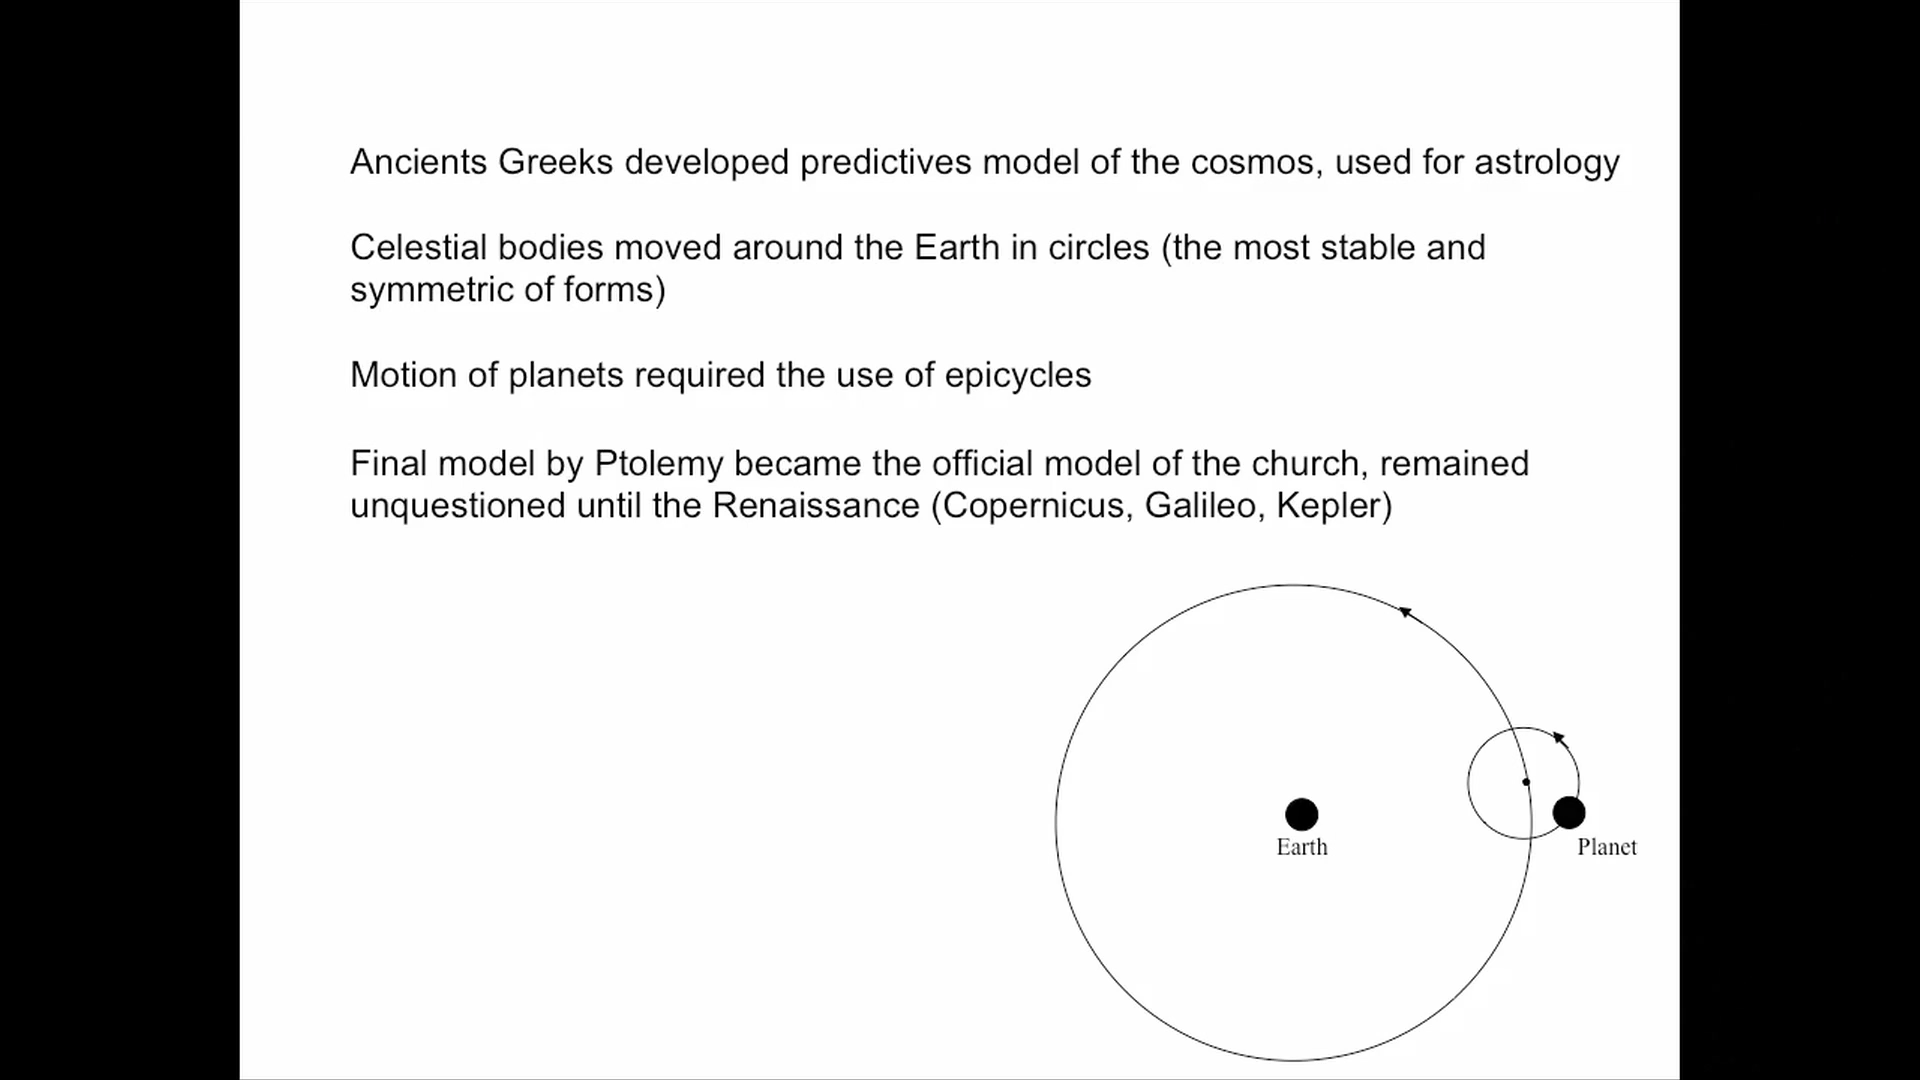 Ancients Greeks developed predictives model of the cosmos, used for astrology
Celestial bodies moved around the Earth in circles (the most stable and
symmetric of forms)
Motion of planets required the use of epicycles
Final model by Ptolemy became the official model of the church, remained
unquestioned until the Renaissance (Copernicus, Galileo, Kepler)
Earth
Planet